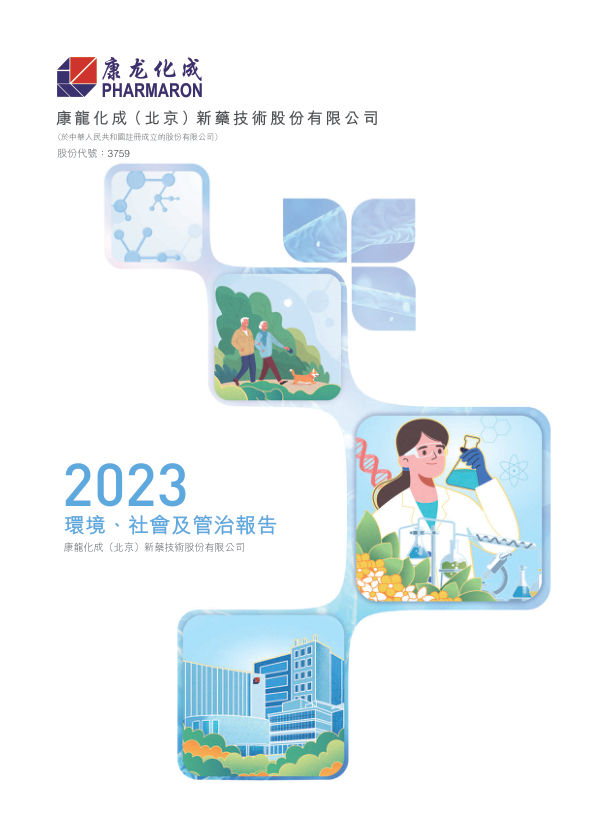 康龙化成
PHARMARON
康龍化成（北京）新藥技術股份有限公司
（於中華人民共和國註冊成立的股份有限公司）
股份代號：3759
2023
環境、社會及管治報告
康龍化成（北京）新藥技術股份有限公司